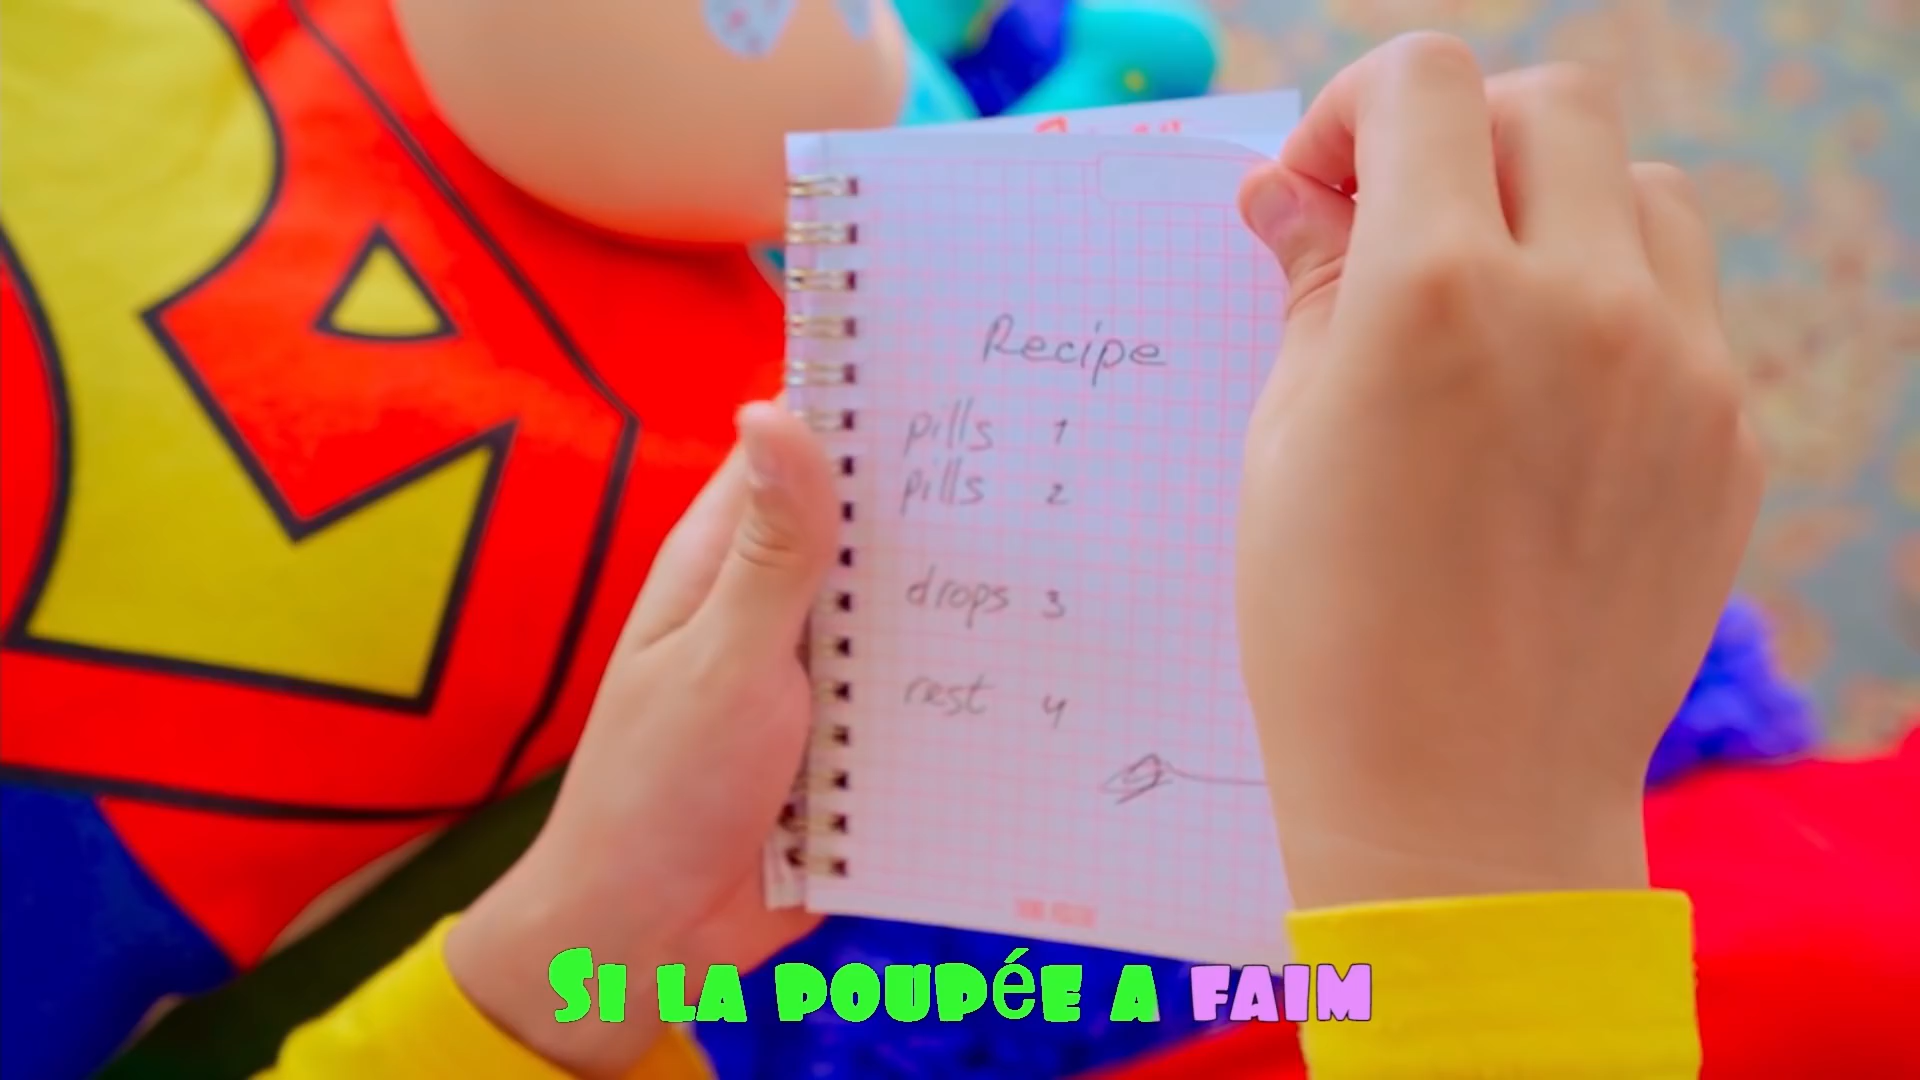 Recipe
pills 1
pills 2
drops 3
rest 4
Si la poupée a faim